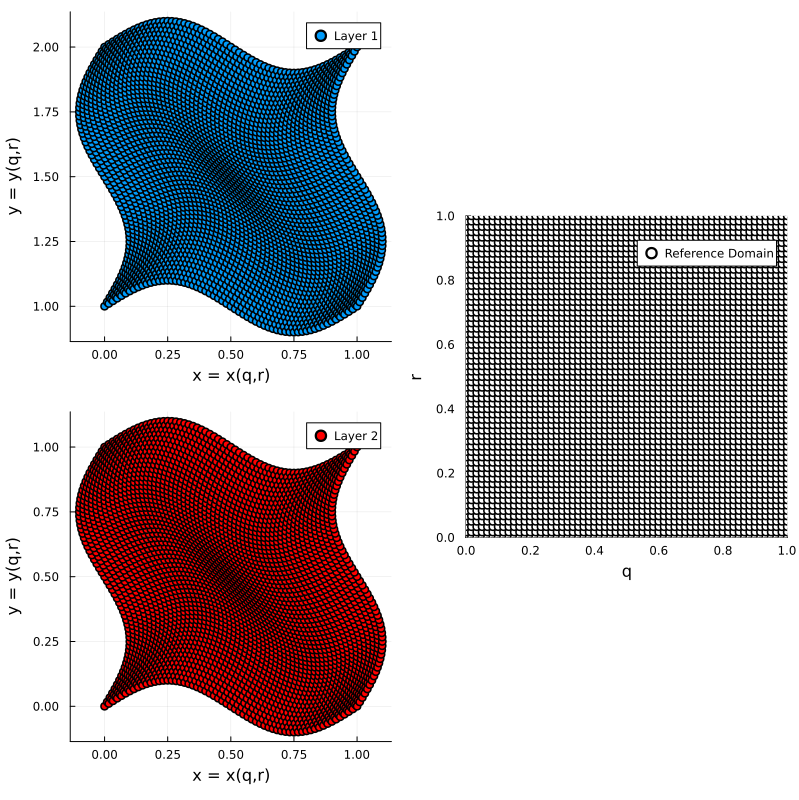 Layer 1
2.00
1.75
1.50
1.25
1.00
y = y(q,r)
0.00 0.25 0.50 0.75 1.00
x = x(q,r)
Layer 2
1.00
0.75
0.50
0.25
0.00
y = y(q,r)
0.00 0.25 0.50 0.75 1.00
x = x(q,r)
Reference Domain
1.0
0.8
0.6
0.4
0.2
0.0
r
0.0 0.2 0.4 0.6 0.8 1.0
q